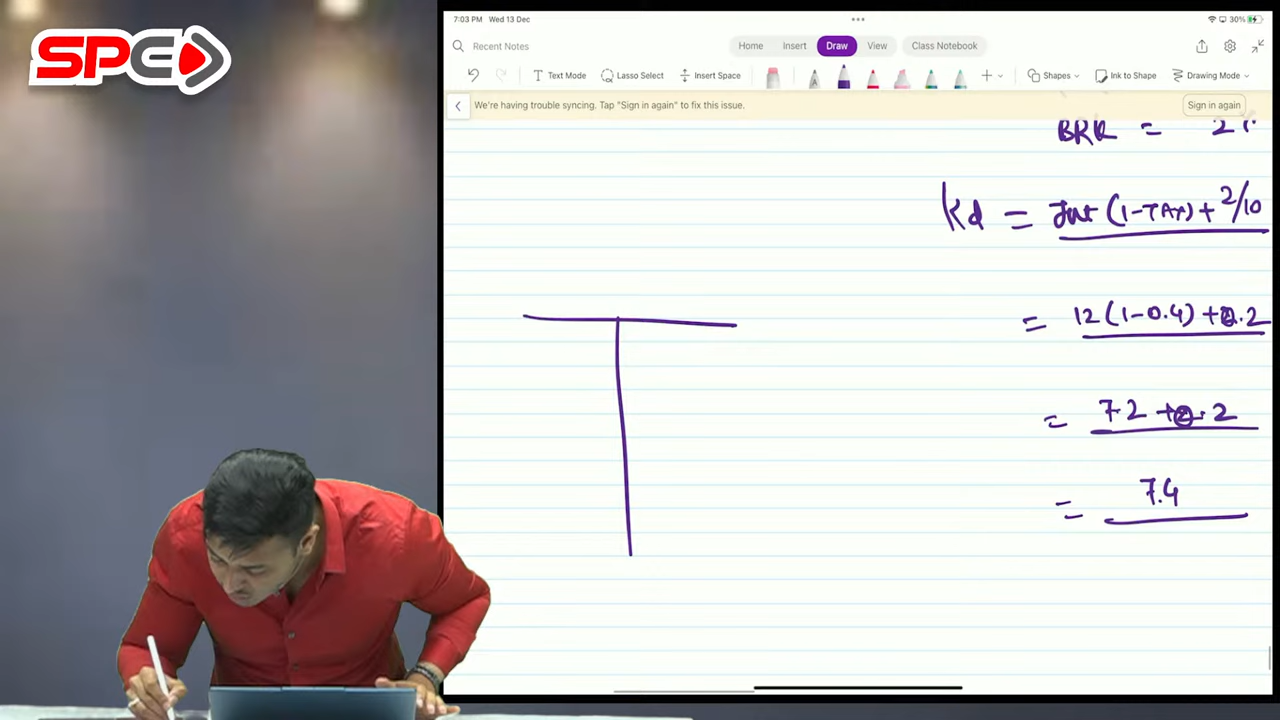 SPED
7:03 PM Wed 13 Dec
30%
Recent Notes
Home Insert Draw View Class Notebook
Text Mode Lasso Select Insert Space Shapes Ink to Shape Drawing Mode
We're having trouble syncing. Tap "Sign in again" to fix this issue. Sign in again
BRR =
Kd = Int (1-TAX) + 2/10
= 12(1-0.4) + 0.2
= 7.2 + 0.2
= 7.4